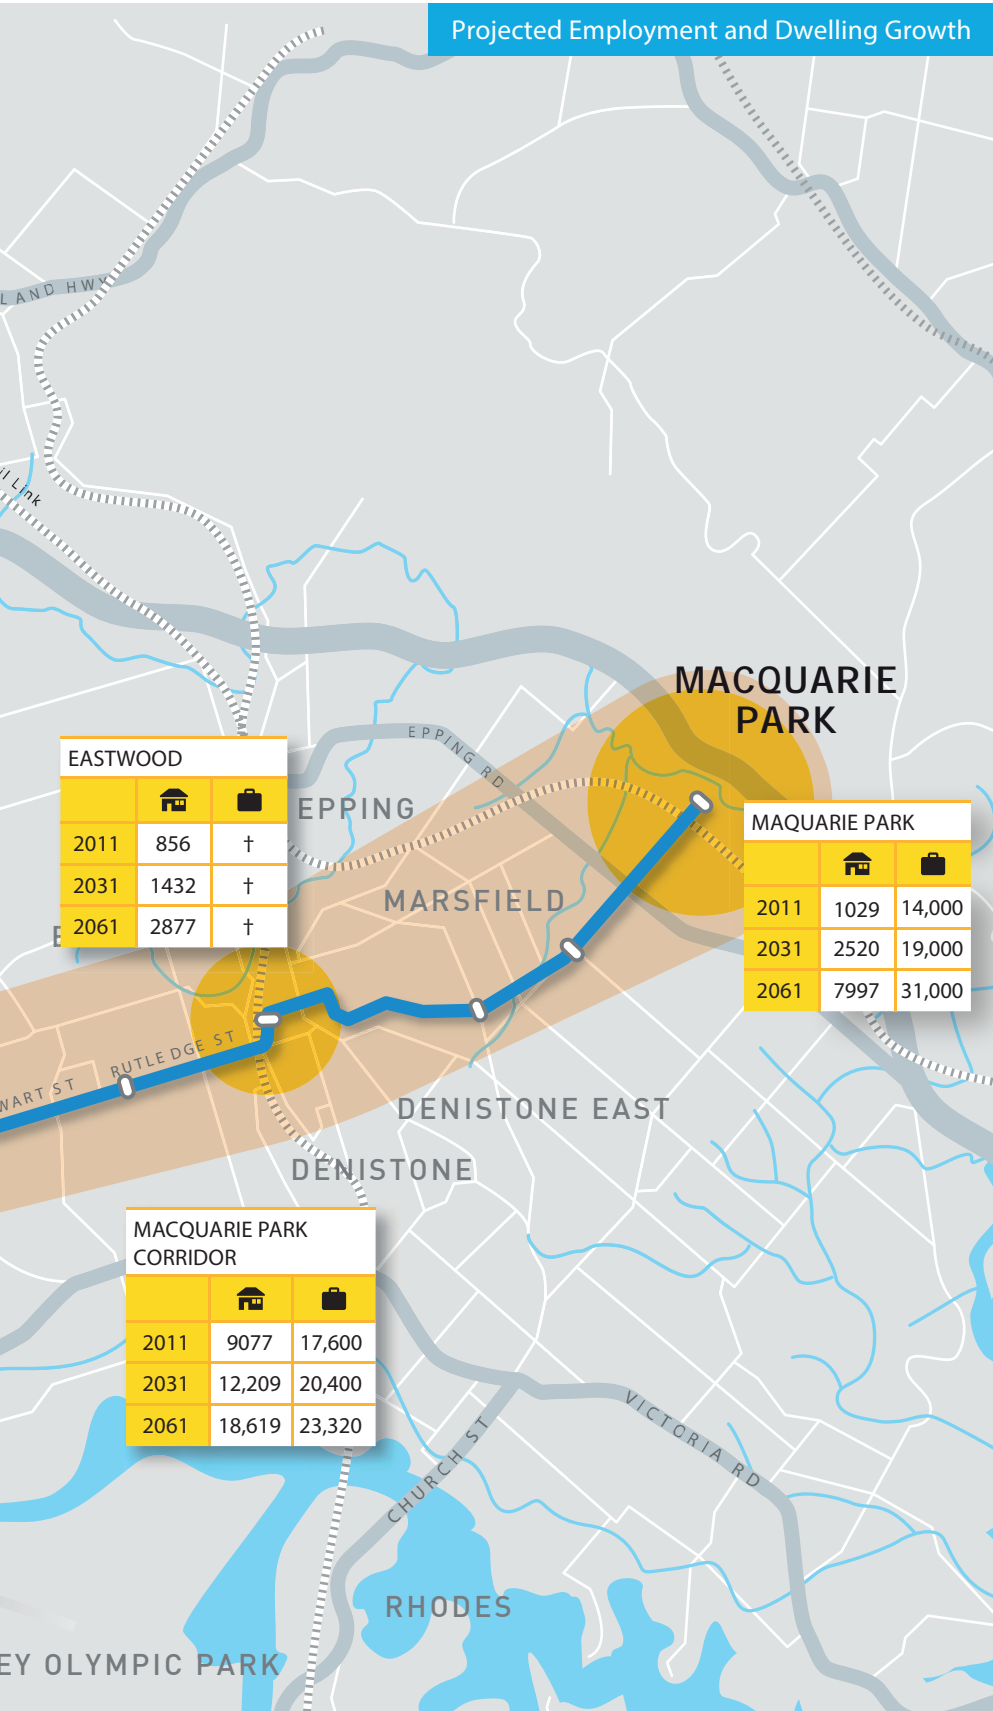 Projected Employment and Dwelling Growth
LAND HWY
il Link
MACQUARIE
PARK
EPPING RD
EASTWOOD
2011 856 †
2031 1432 †
2061 2877 †
EPPING
MAQUARIE PARK
2011 1029 14,000
2031 2520 19,000
2061 7997 31,000
MARSFIELD
E
RUTLEDGE ST
WART ST
DENISTONE EAST
DENISTONE
MACQUARIE PARK
CORRIDOR
2011 9077 17,600
2031 12,209 20,400
2061 18,619 23,320
CHURCH ST
VICTORIA RD
RHODES
EY OLYMPIC PARK